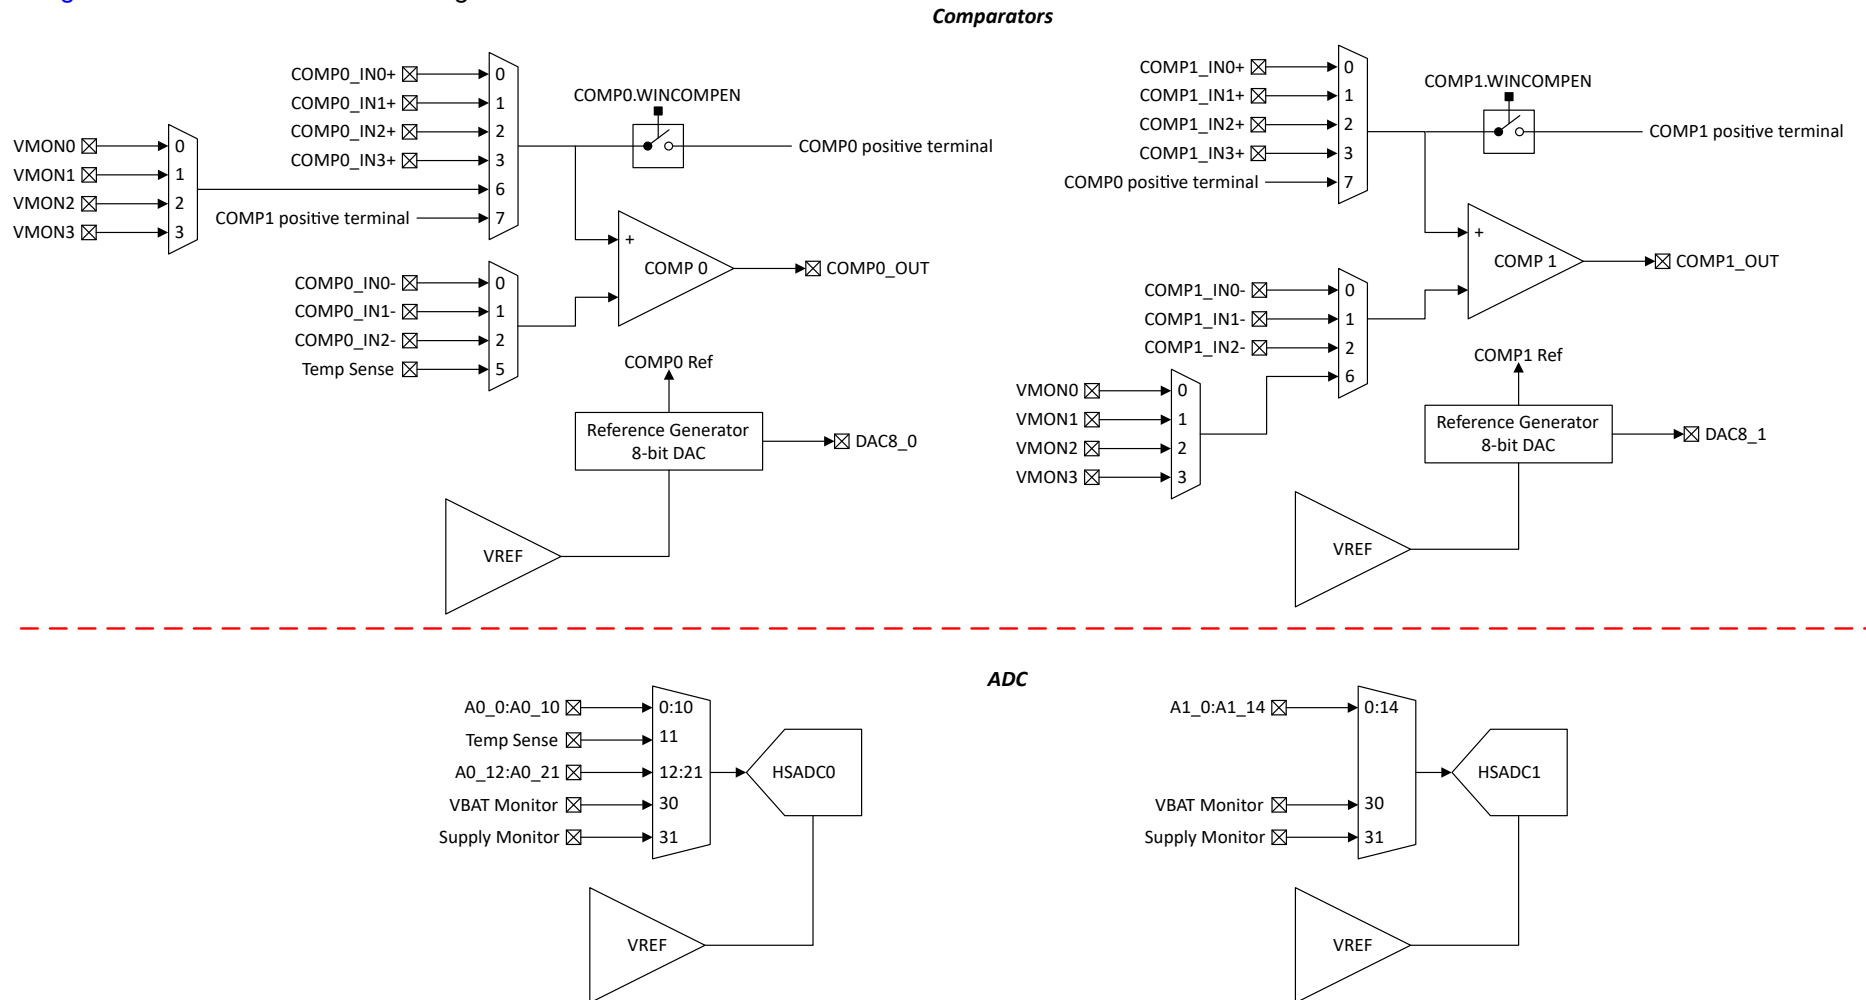 Comparators
COMP0_IN0+
COMP0_IN1+
COMP0_IN2+
COMP0_IN3+
0
1
2
3
6
7
VMON0
VMON1
VMON2
VMON3
0
1
2
3
COMP1 positive terminal
COMP0.WINCOMPEN
COMP0 positive terminal
+
COMP 0
COMP0_OUT
COMP0_IN0-
COMP0_IN1-
COMP0_IN2-
Temp Sense
0
1
2
5
COMP0 Ref
Reference Generator
8-bit DAC
DAC8_0
VREF
COMP1_IN0+
COMP1_IN1+
COMP1_IN2+
COMP1_IN3+
COMP0 positive terminal
0
1
2
3
7
COMP1.WINCOMPEN
COMP1 positive terminal
+
COMP 1
COMP1_OUT
COMP1_IN0-
COMP1_IN1-
COMP1_IN2-
0
1
2
6
VMON0
VMON1
VMON2
VMON3
0
1
2
3
COMP1 Ref
Reference Generator
8-bit DAC
DAC8_1
VREF
ADC
A0_0:A0_10
Temp Sense
A0_12:A0_21
VBAT Monitor
Supply Monitor
0:10
11
12:21
30
31
HSADC0
VREF
A1_0:A1_14
VBAT Monitor
Supply Monitor
0:14
30
31
HSADC1
VREF